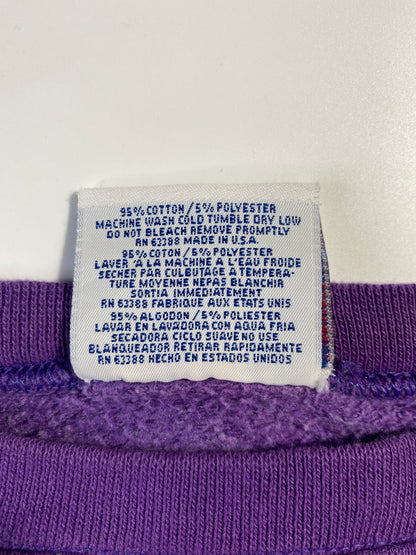 95% COTTON / 5% POLYESTER
MACHINE WASH COLD TUMBLE DRY LOW
DO NOT BLEACH REMOVE PROMPTLY
RN 63388 MADE IN U.S.A.
95% COTTON / 5% POLYESTER
LAVER 'A LA MACHINE A L'EAU FROIDE
SECHER PAR CULBUTAGE A TEMPERA-
TURE MOYENNE NEPAS BLANCHIR
SORTIA IMMEDIATEMENT
RN 63388 FABRIQUE AUX ETATS UNIS
95% ALGODON / 5% POLIESTER
LAVAR EN LAVADORA CON AQUA FRIA
SECADORA CICLO SUAVE NO USE
BLANQUEADOR RETIRAR RAPIDAMENTE
RN 63388 HECHO EN ESTADOS UNIDOS